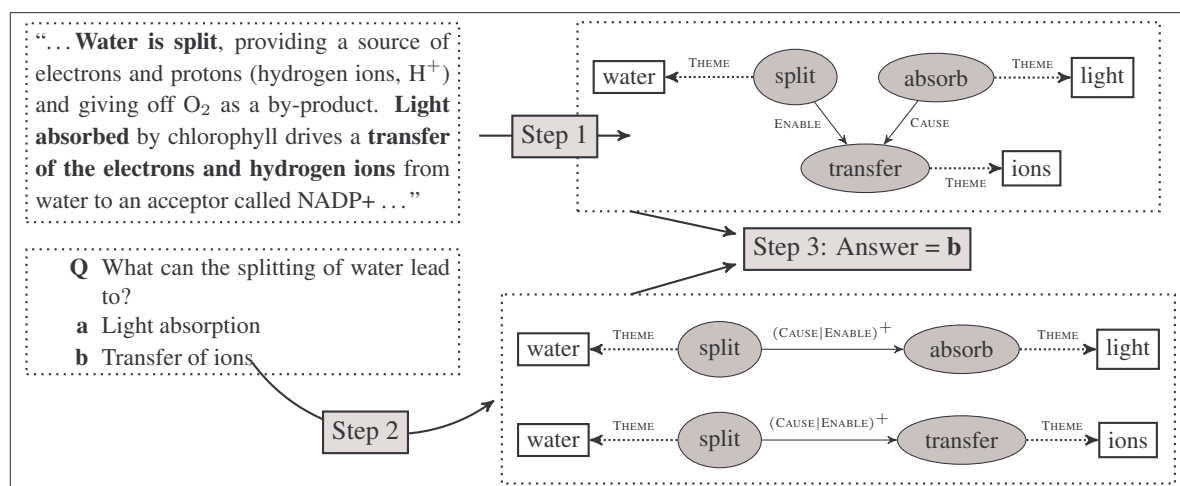 “... Water is split, providing a source of
electrons and protons (hydrogen ions, H+)
and giving off O2 as a by-product. Light
absorbed by chlorophyll drives a transfer
of the electrons and hydrogen ions from
water to an acceptor called NADP+ ...”
Step 1
water
THEME
split
absorb
THEME
light
ENABLE
CAUSE
transfer
THEME
ions
Step 3: Answer = b
Q What can the splitting of water lead
to?
a Light absorption
b Transfer of ions
Step 2
water
THEME
split
(CAUSE|ENABLE)+
absorb
THEME
light
water
THEME
split
(CAUSE|ENABLE)+
transfer
THEME
ions